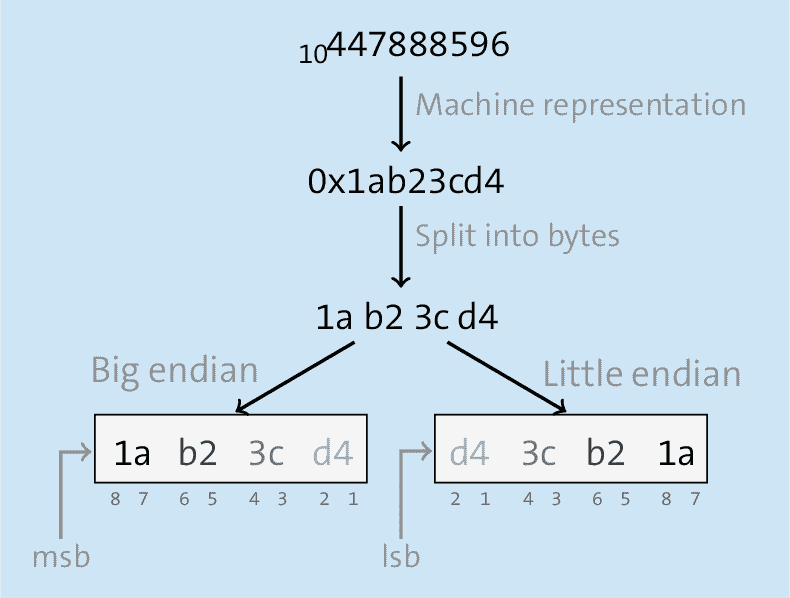 10447888596
Machine representation
0x1ab23cd4
Split into bytes
1a b2 3c d4
Big endian
Little endian
1a b2 3c d4
d4 3c b2 1a
8 7 6 5 4 3 2 1
2 1 4 3 6 5 8 7
msb
lsb